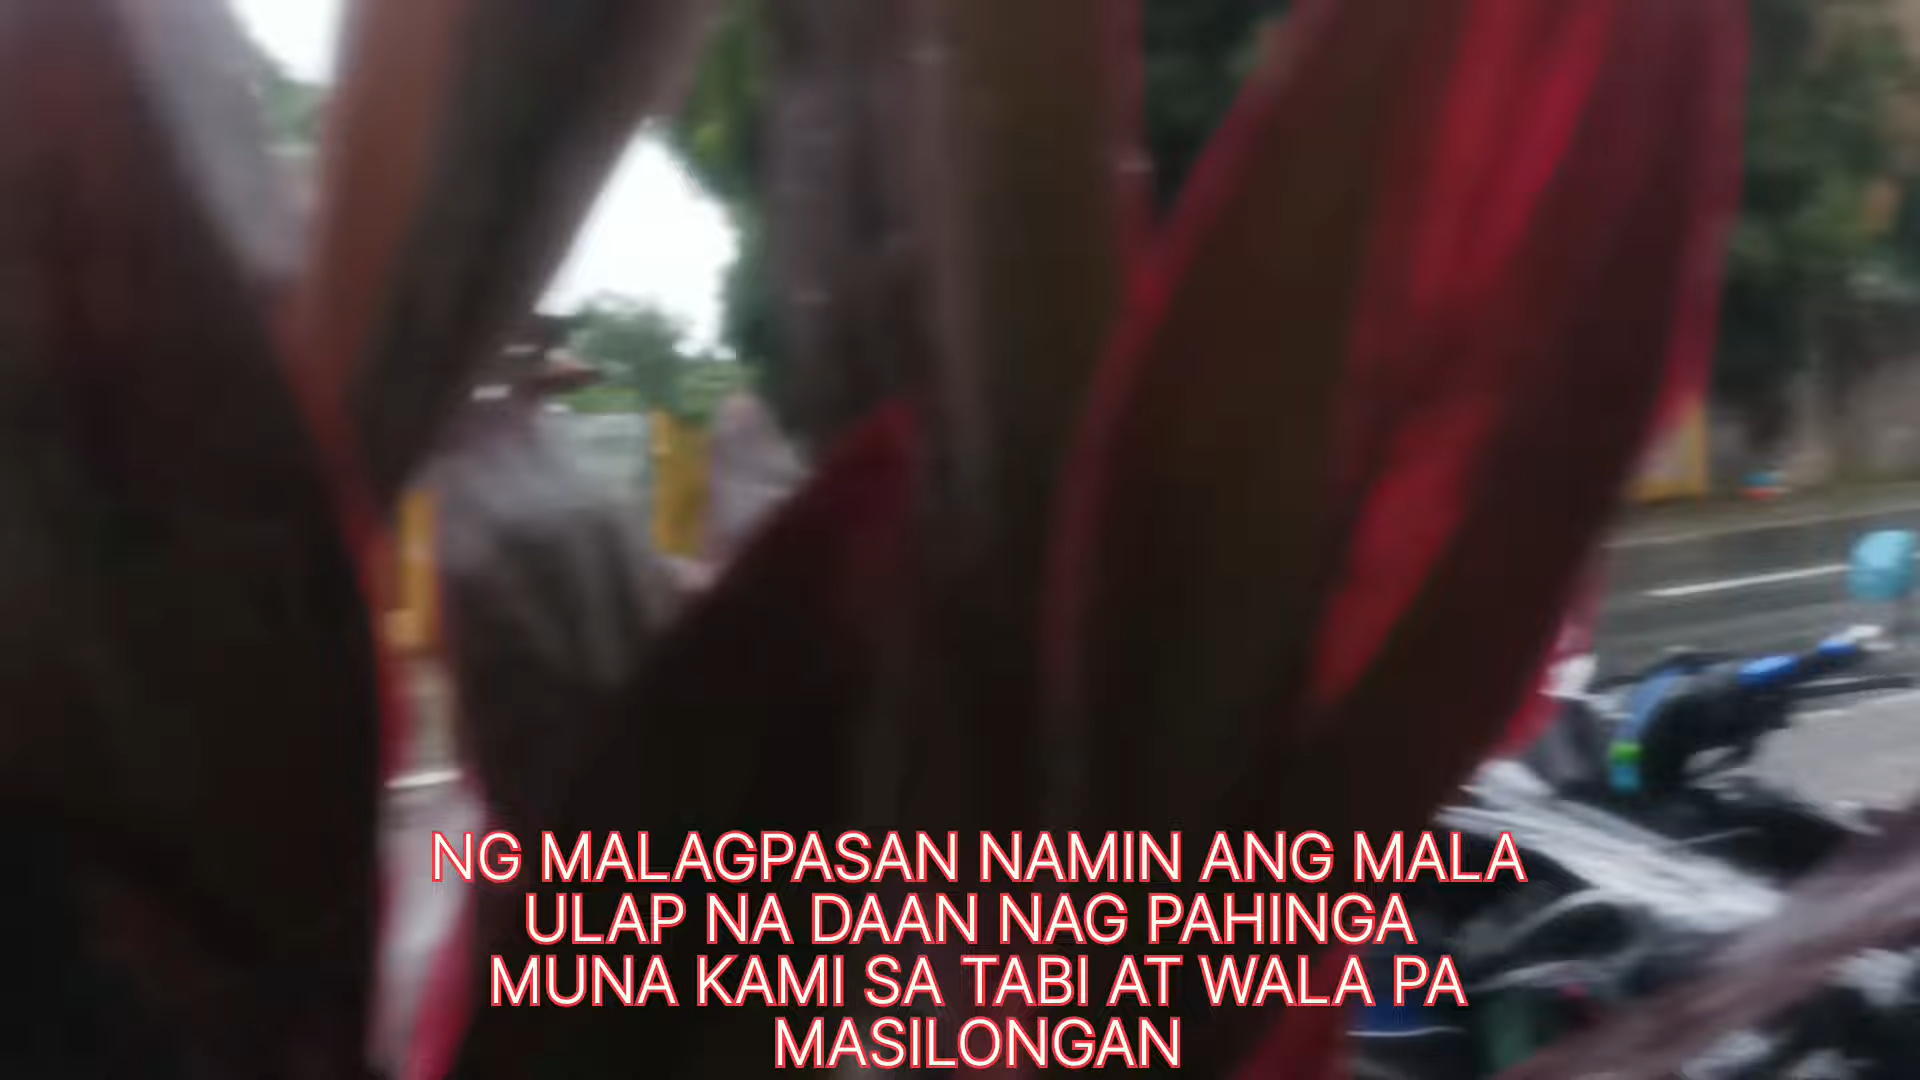 NG MALAGPASAN NAMIN ANG MALA
ULAP NA DAAN NAG PAHINGA
MUNA KAMI SA TABI AT WALA PA
MASILONGAN